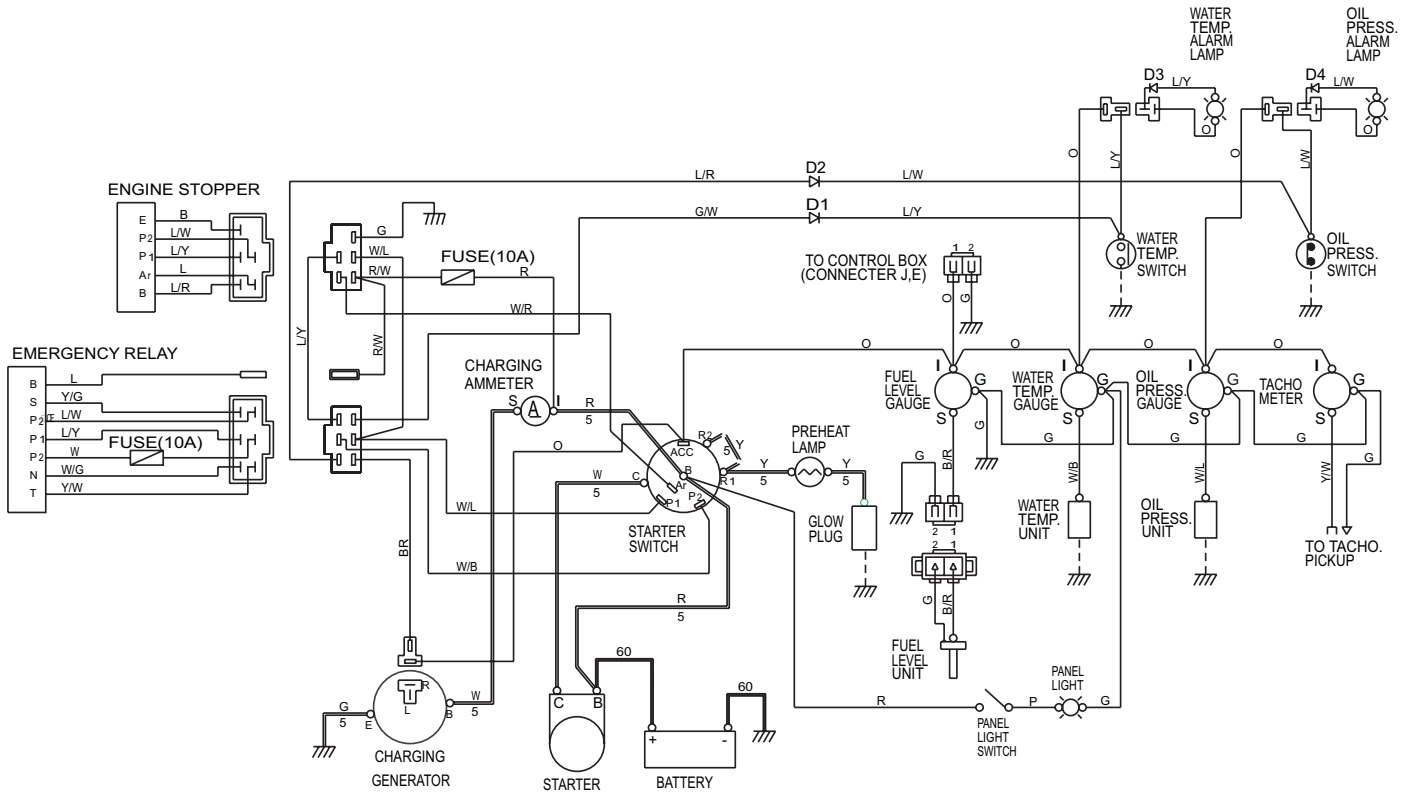 WATER
TEMP.
ALARM
LAMP
OIL
PRESS.
ALARM
LAMP
D3
L/Y
O
D4
L/W
O
O
L/Y
O
L/W
L/R
D2
L/W
G/W
D1
L/Y
ENGINE STOPPER
E
B
P2
L/W
P1
L/Y
Ar
L
B
L/R
G
W/L
R/W
FUSE(10A)
R
W/R
L/Y
R/W
TO CONTROL BOX
(CONNECTER J,E)
1 2
O
G
WATER
TEMP.
SWITCH
OIL
PRESS.
SWITCH
EMERGENCY RELAY
B
L
S
Y/G
P2
L/W
P1
L/Y
FUSE(10A)
P2
W
N
W/G
T
Y/W
CHARGING
AMMETER
S
A
I
R
5
O
O
O
O
I
FUEL
LEVEL
GAUGE
G
S
G
I
WATER
TEMP.
GAUGE
G
S
G
I
OIL
PRESS.
GAUGE
G
S
G
I
TACHO
METER
G
S
G
O
R2
Y
5
ACC
B
C
Ar
R1
P1
P2
STARTER
SWITCH
W
5
W/L
W/B
BR
PREHEAT
LAMP
Y
5
Y
5
GLOW
PLUG
G
B/R
2 1
2 1
G
B/R
FUEL
LEVEL
UNIT
W/B
WATER
TEMP.
UNIT
W/L
OIL
PRESS.
UNIT
Y/W
G
TO TACHO.
PICKUP
R
5
60
60
R
L
G
5
E
B
W
5
CHARGING
GENERATOR
C
B
STARTER
+
-
BATTERY
R
PANEL
LIGHT
SWITCH
P
PANEL
LIGHT
G